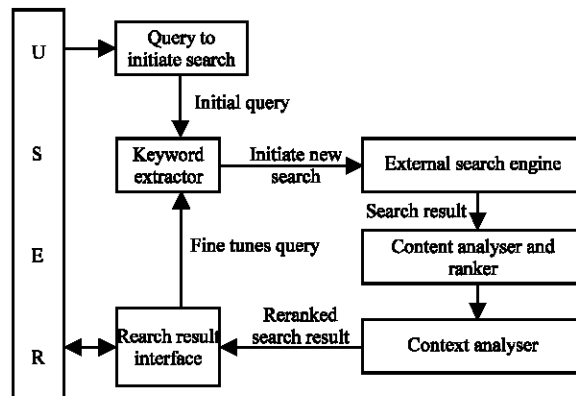 U
S
E
R
Query to
initiate search
Initial query
Keyword
extractor
Initiate new
search
External search engine
Search result
Fine tunes query
Content analyser and
ranker
Rearch result
interface
Reranked
search result
Context analyser